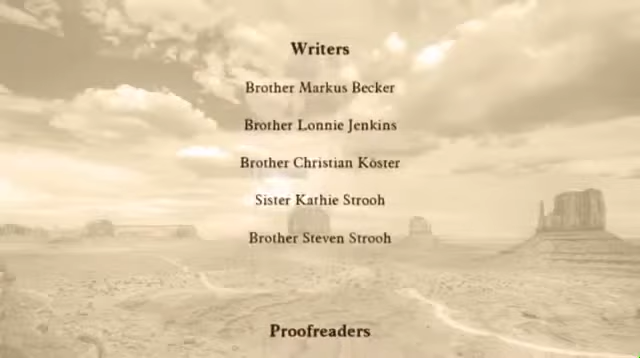 Writers
Brother Markus Becker
Brother Lonnie Jenkins
Brother Christian Köster
Sister Kathie Strooh
Brother Steven Strooh
Proofreaders